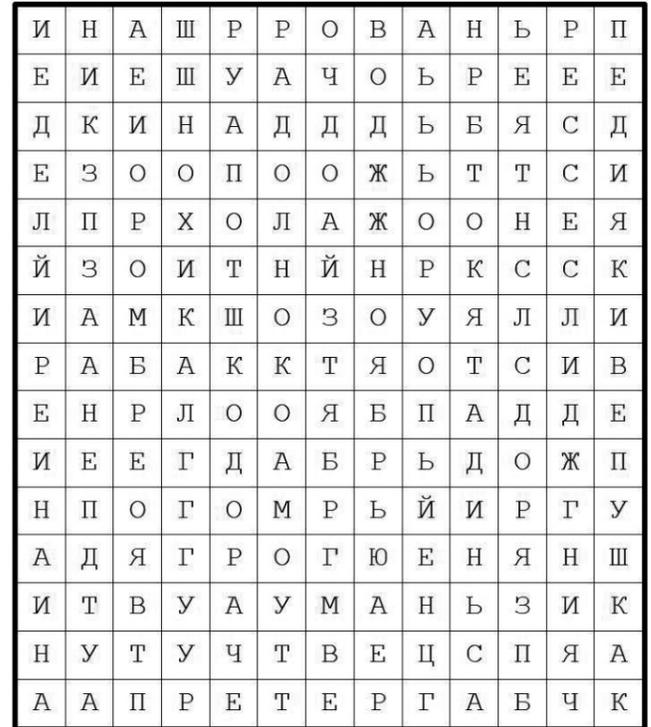 И Н А Ш Р Р О В А Н Ь Р П
Е И Е Ш У А Ч О Ь Р Е Е Е
Д К И Н А Д Д Д Ь Б Я С Д
Е З О О П О О Ж Ь Т Т С И
Л П Р Х О Л А Ж О О Н Е Я
Й З О И Т Н Й Н Р К С С К
И А М К Ш О З О У Я Л Л И
Р А Б А К К Т Я О Т С И В
Е Н Р Л О О Я Б П А Д Д Е
И Е Е Г Д А Б Р Ь Д О Ж П
Н П О Г О М Р Ь Й И Р Г У
А Д Я Г Р О Г Ю Е Н Я Н Ш
И Т В У А У М А Н Ь З И К
Н У Т У Ч Т В Е Ц С П Я А
А А П Р Е Т Е Р Г А Б Ч К